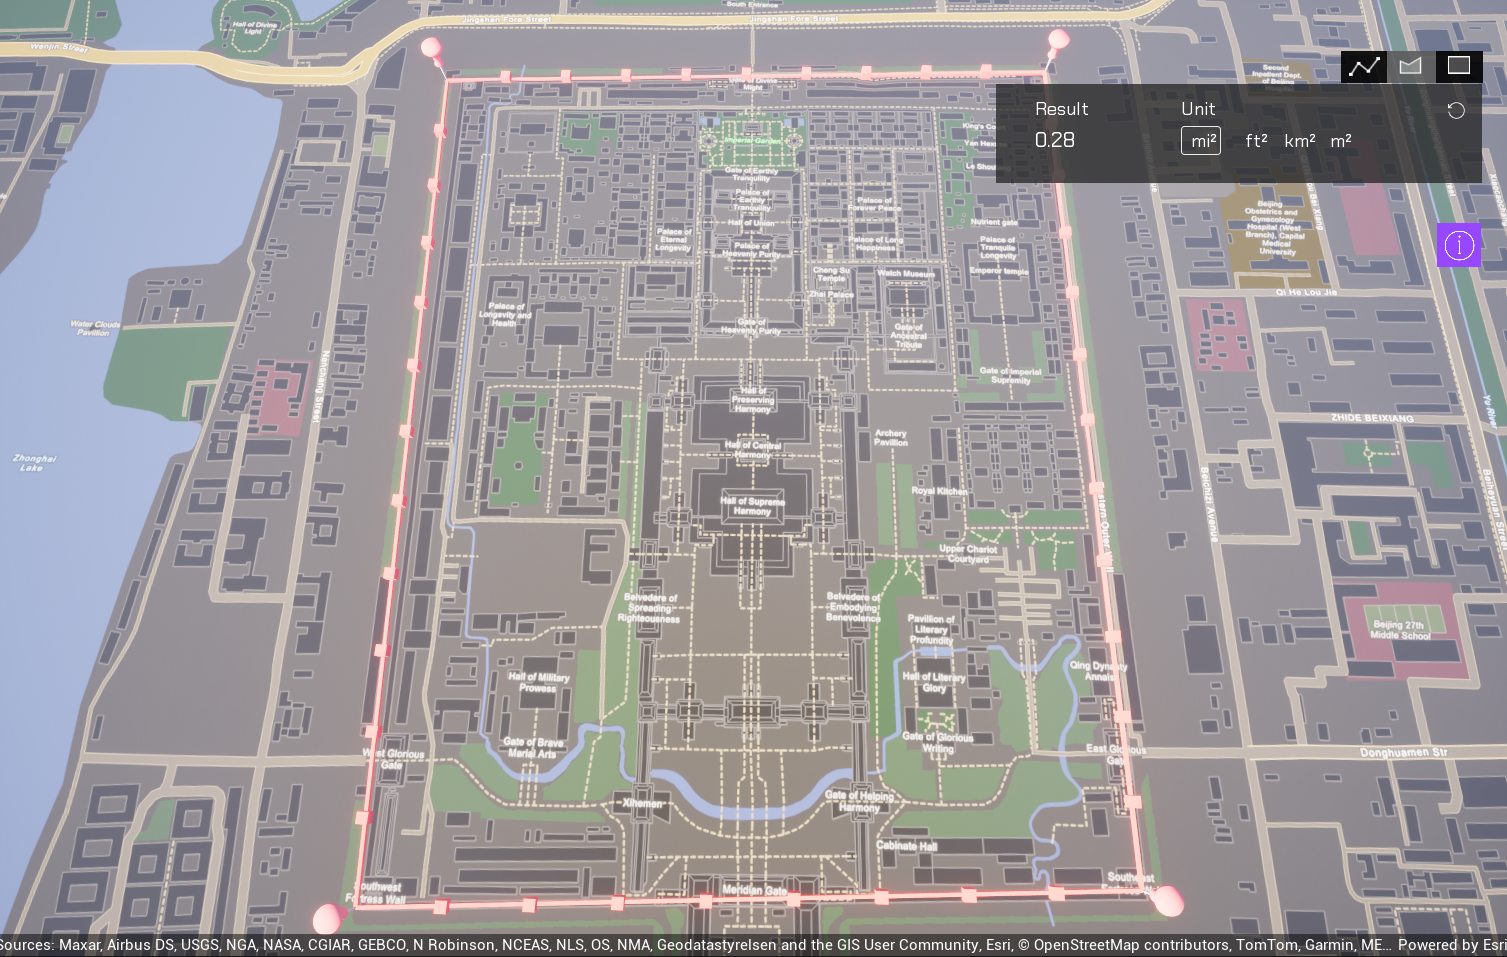 South Entrance
Jingshan Fore Street
Jingshan Fore Street
Hall of Divine
Light
Wenjin Street
Second
Inpatient Dept.
of Beijing
Result
0.28
Unit
mi²
ft²
km²
m²
Might
Imperial Garden
Gate of Earthly
Tranquility
Palace of
Earthly
Tranquility
Hall of Union
Palace of
Heavenly Purity
Palace of
Eternal
Longevity
Palace of
Forever Peace
Palace of Long
Happiness
Nutrient gate
Palace of
Tranquile
Longevity
Emperor temple
Cheng Su
Temple
Zhai Palace
Watch Museum
Beijing
Obstetrics and
Gynecology
Hospital (West
Branch), Capital
Medical
University
Qi He Lou Jie
Water Clouds
Pavillion
Palace of
Longevity and
Health
Gate of
Heavenly Purity
Gate of
Ancestral
Tribute
Gate of Imperial
Supremity
Nanchang Street
Hall of
Preserving
Harmony
Archery
Pavillion
ZHIDE BEIXIANG
Yu River
Zhonghai
Lake
Hall of Central
Harmony
Hall of Supreme
Harmony
Royal Kitchen
Beichizi Avenue
Upper Chariot
Courtyard
Belvedere of
Spreading
Righteousness
Belvedere of
Embodying
Benevolence
Pavillion of
Literary
Profundity
Beijing 27th
Middle School
Hall of Military
Prowess
Hall of Literary
Glory
Qing Dynasty
Annals
Gate of Brave
Marial Arts
Gate of Glorious
Writing
West Glorious
Gate
East Glorious
Gate
Donghuamen Str
Xihemen
Gate of Helping
Harmony
Cabinate Hall
Southwest
Fortress Wall
Meridian Gate
Southeast
Sources: Maxar, Airbus DS, USGS, NGA, NASA, CGIAR, GEBCO, N Robinson, NCEAS, NLS, OS, NMA, Geodatastyrelsen and the GIS User Community, Esri, © OpenStreetMap contributors, TomTom, Garmin, ME... Powered by Esri